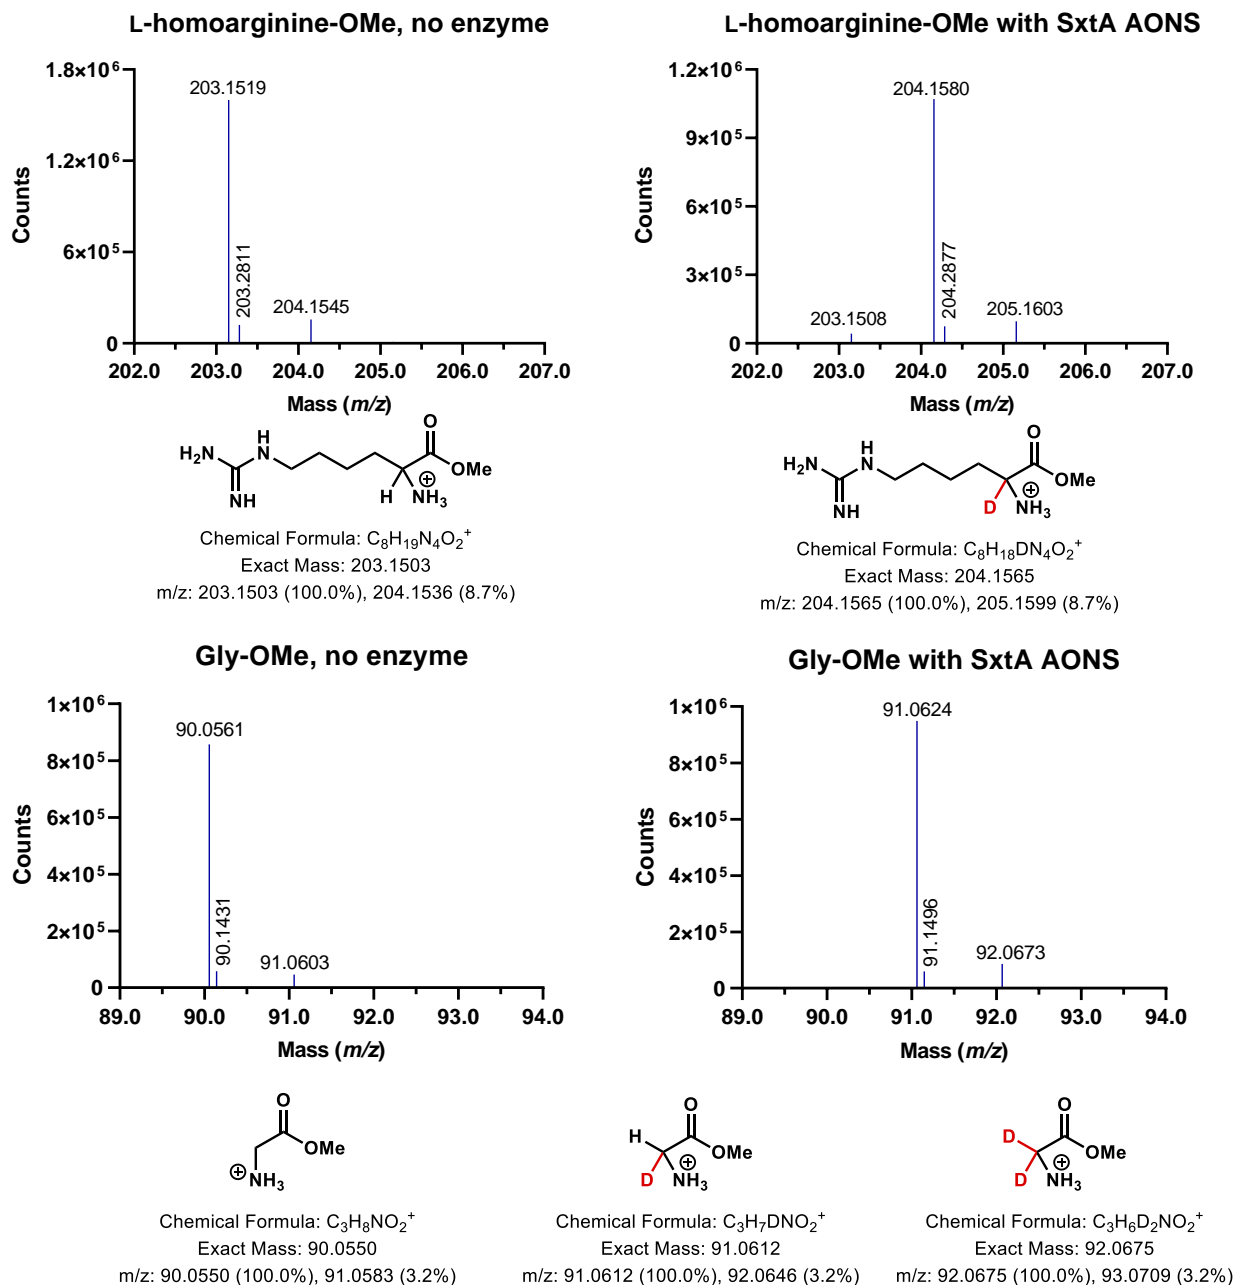 L-homoarginine-OMe, no enzyme
1.8×10⁶
1.2×10⁶
6×10⁵
0
Counts
203.1519
203.2811
204.1545
202.0 203.0 204.0 205.0 206.0 207.0
Mass (m/z)
H₂N
H
N
NH
O
OMe
H
⊕
NH₃
Chemical Formula: C₈H₁₉N₄O₂⁺
Exact Mass: 203.1503
m/z: 203.1503 (100.0%), 204.1536 (8.7%)
L-homoarginine-OMe with SxtA AONS
1.2×10⁶
9×10⁵
6×10⁵
3×10⁵
0
Counts
204.1580
204.2877
203.1508
205.1603
202.0 203.0 204.0 205.0 206.0 207.0
Mass (m/z)
H₂N
H
N
NH
O
OMe
D
⊕
NH₃
Chemical Formula: C₈H₁₈DN₄O₂⁺
Exact Mass: 204.1565
m/z: 204.1565 (100.0%), 205.1599 (8.7%)
Gly-OMe, no enzyme
1×10⁶
8×10⁵
6×10⁵
4×10⁵
2×10⁵
0
Counts
90.0561
90.1431
91.0603
89.0 90.0 91.0 92.0 93.0 94.0
Mass (m/z)
Gly-OMe with SxtA AONS
1×10⁶
8×10⁵
6×10⁵
4×10⁵
2×10⁵
0
Counts
91.0624
91.1496
92.0673
89.0 90.0 91.0 92.0 93.0 94.0
Mass (m/z)
O
OMe
⊕
NH₃
Chemical Formula: C₃H₈NO₂⁺
Exact Mass: 90.0550
m/z: 90.0550 (100.0%), 91.0583 (3.2%)
O
H
OMe
D
⊕
NH₃
Chemical Formula: C₃H₇DNO₂⁺
Exact Mass: 91.0612
m/z: 91.0612 (100.0%), 92.0646 (3.2%)
O
D
OMe
D
⊕
NH₃
Chemical Formula: C₃H₆D₂NO₂⁺
Exact Mass: 92.0675
m/z: 92.0675 (100.0%), 93.0709 (3.2%)